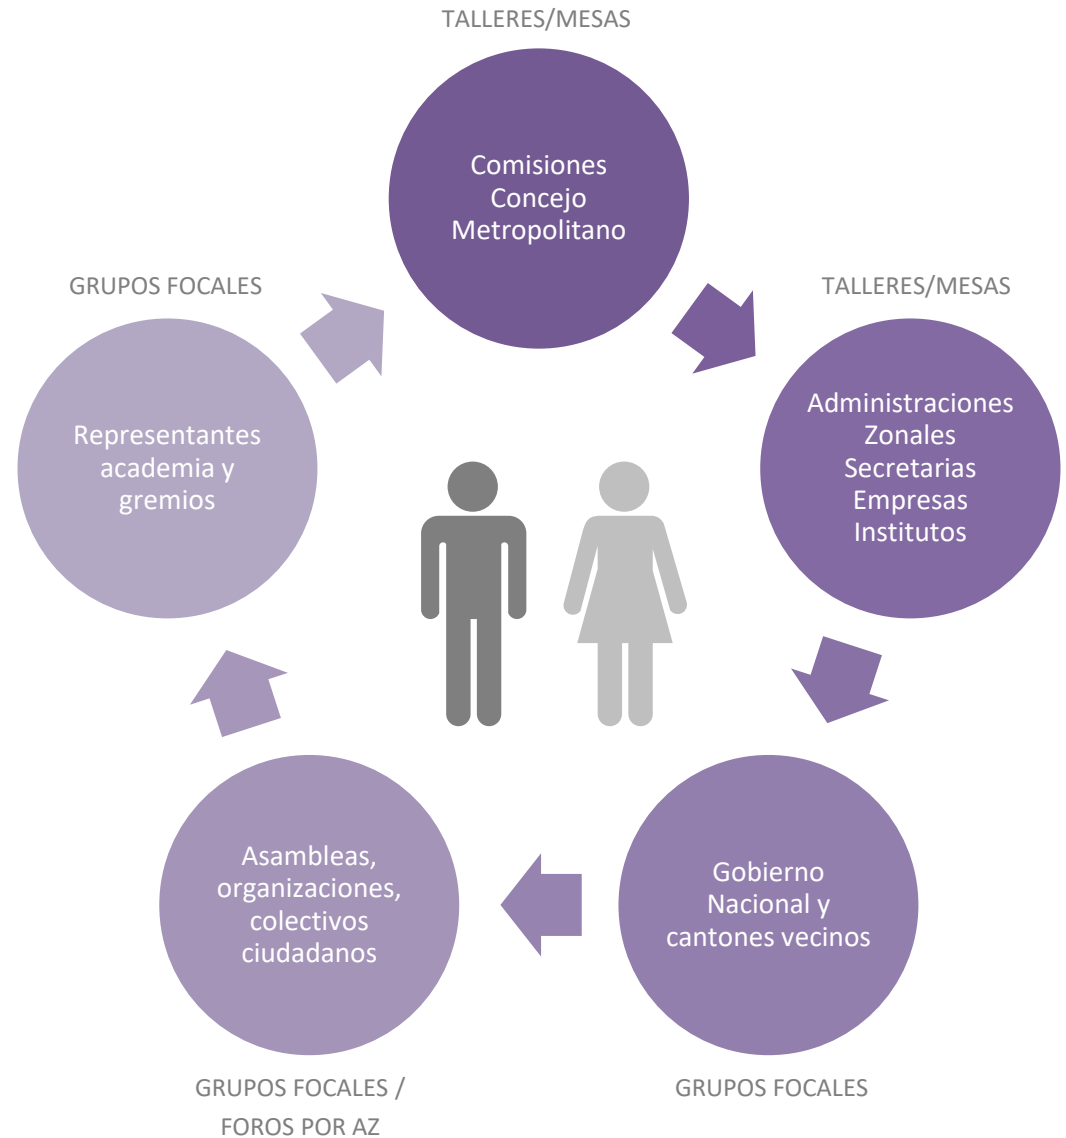 TALLERES/MESAS
Comisiones
Concejo
Metropolitano
TALLERES/MESAS
Administraciones
Zonales
Secretarias
Empresas
Institutos
Gobierno
Nacional y
cantones vecinos
GRUPOS FOCALES
Asambleas,
organizaciones,
colectivos
ciudadanos
GRUPOS FOCALES /
FOROS POR AZ
GRUPOS FOCALES
Representantes
academia y
gremios